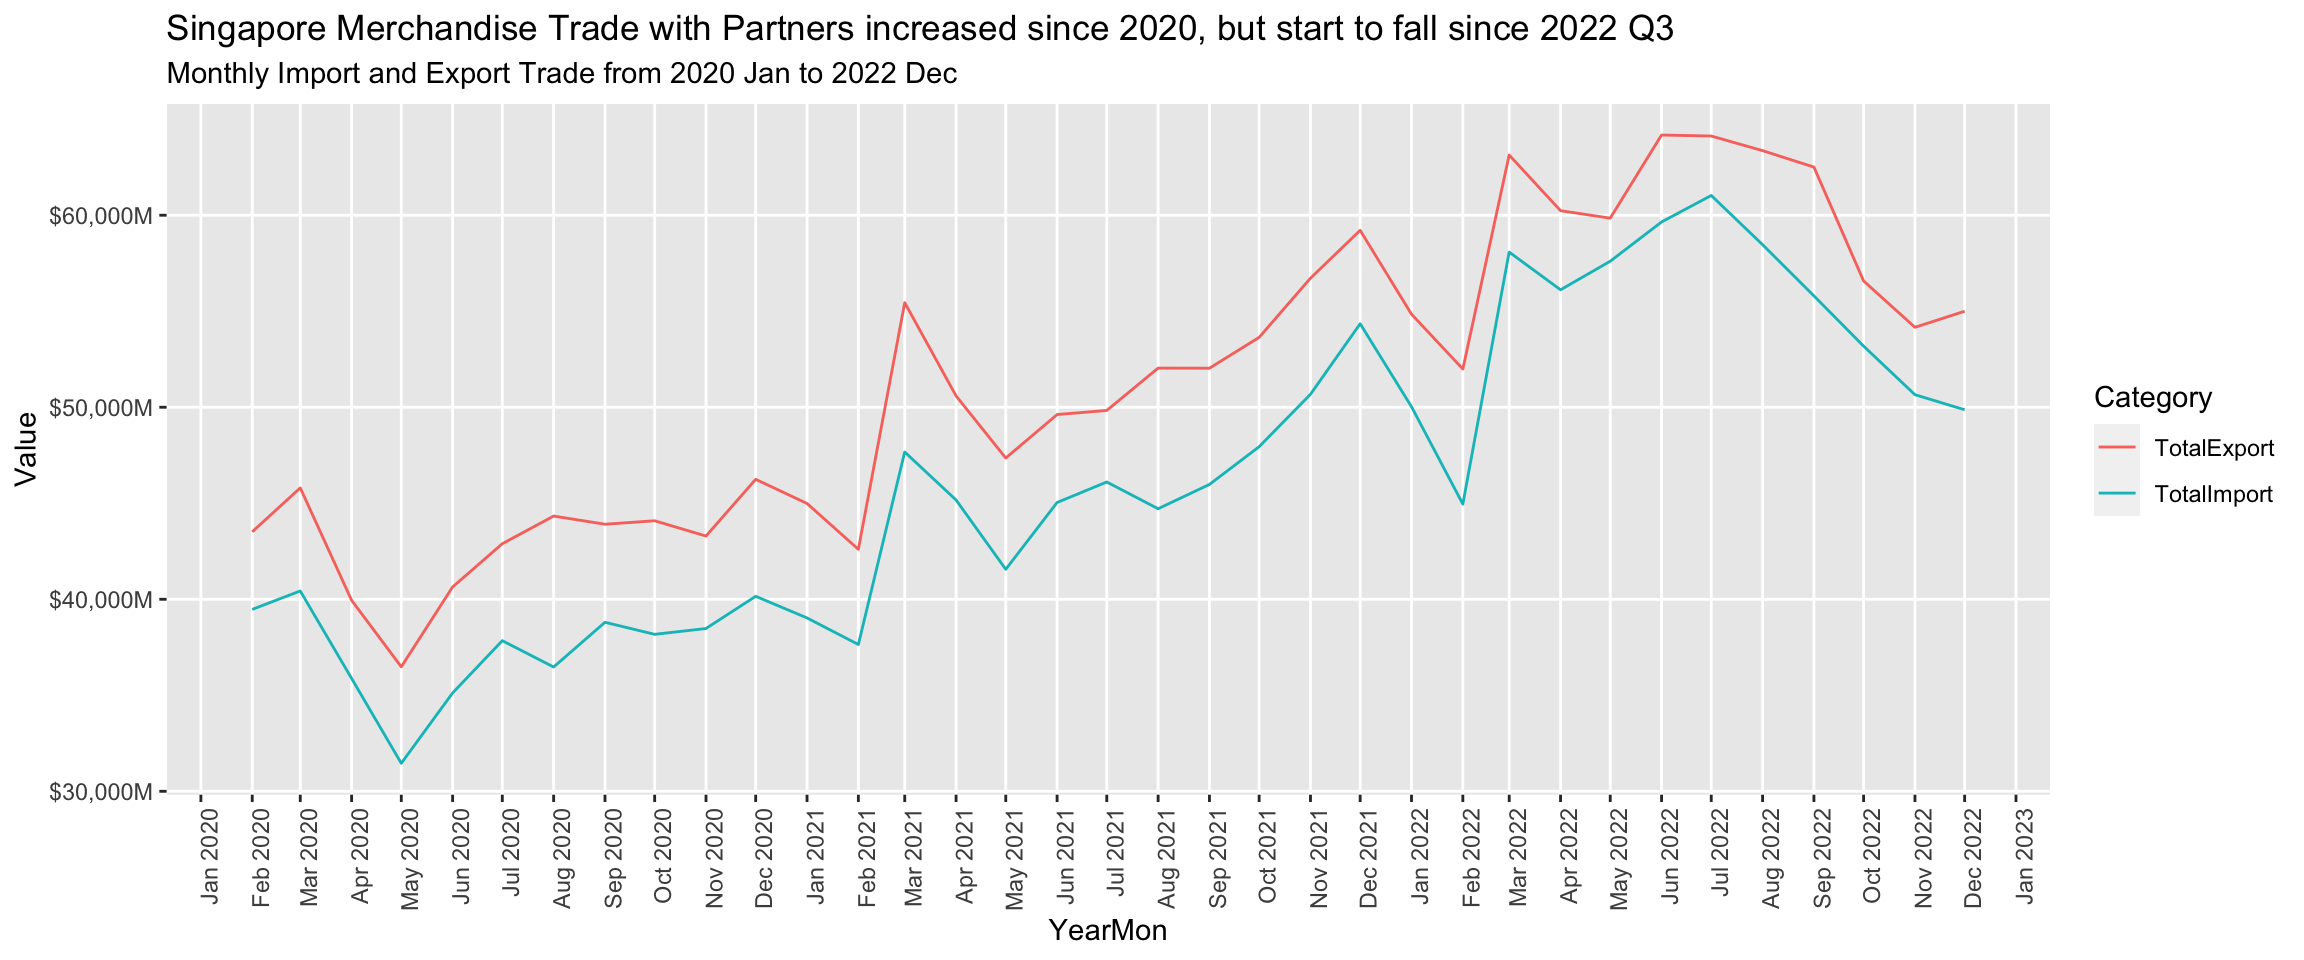 Singapore Merchandise Trade with Partners increased since 2020, but start to fall since 2022 Q3
Monthly Import and Export Trade from 2020 Jan to 2022 Dec
Value
$60,000M
$50,000M
$40,000M
$30,000M
Jan 2020
Feb 2020
Mar 2020
Apr 2020
May 2020
Jun 2020
Jul 2020
Aug 2020
Sep 2020
Oct 2020
Nov 2020
Dec 2020
Jan 2021
Feb 2021
Mar 2021
Apr 2021
May 2021
Jun 2021
Jul 2021
Aug 2021
Sep 2021
Oct 2021
Nov 2021
Dec 2021
Jan 2022
Feb 2022
Mar 2022
Apr 2022
May 2022
Jun 2022
Jul 2022
Aug 2022
Sep 2022
Oct 2022
Nov 2022
Dec 2022
Jan 2023
YearMon
Category
TotalExport
TotalImport